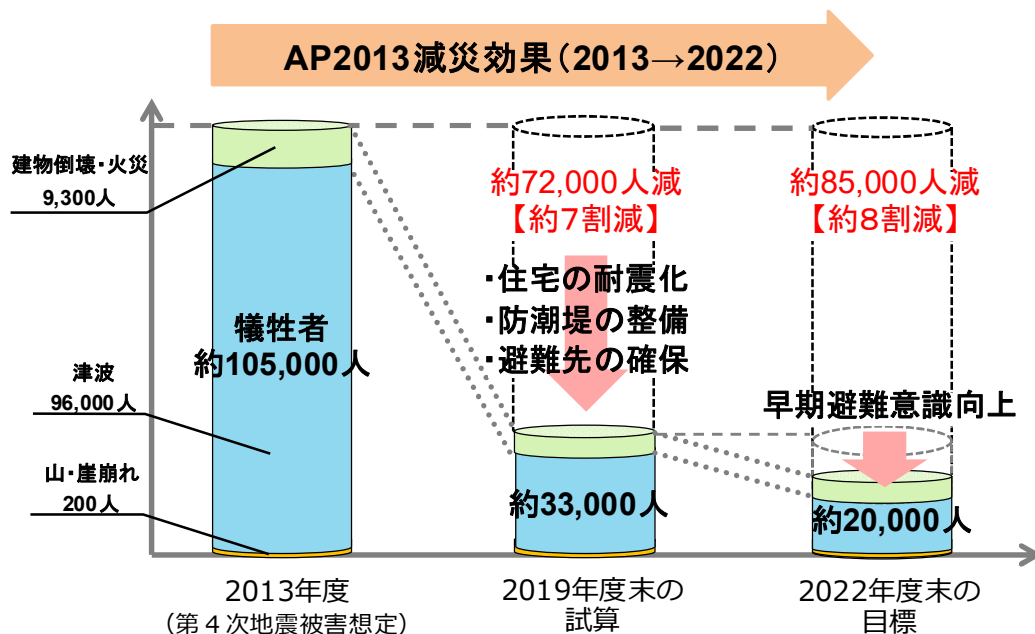 AP2013減災効果（2013→2022）
建物倒壊・火災
9,300人
津波
96,000人
山・崖崩れ
200人
犠牲者
約105,000人
約72,000人減
【約７割減】
・住宅の耐震化
・防潮堤の整備
・避難先の確保
約33,000人
約85,000人減
【約８割減】
早期避難意識向上
約20,000人
2013年度
（第４次地震被害想定）
2019年度末の
試算
2022年度末の
目標